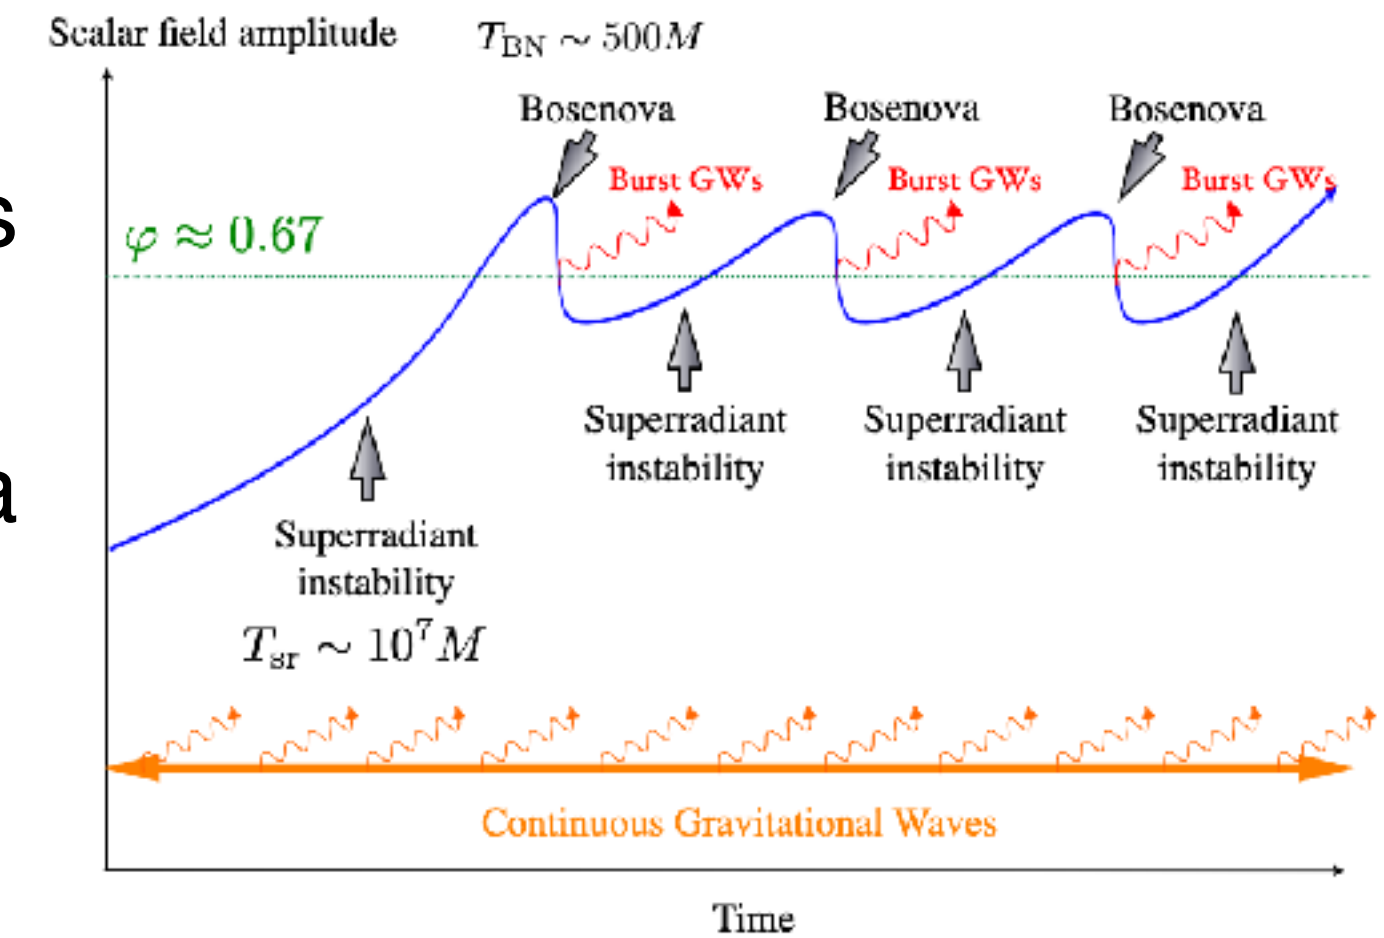 Scalar field amplitude
T_BN ∼ 500M
Bosenova
Bosenova
Bosenova
Burst GWs
Burst GWs
Burst GWs
s
φ ≈ 0.67
Superradiant
instability
Superradiant
instability
Superradiant
instability
a
Superradiant
instability
T_sr ∼ 10^7 M
Continuous Gravitational Waves
Time